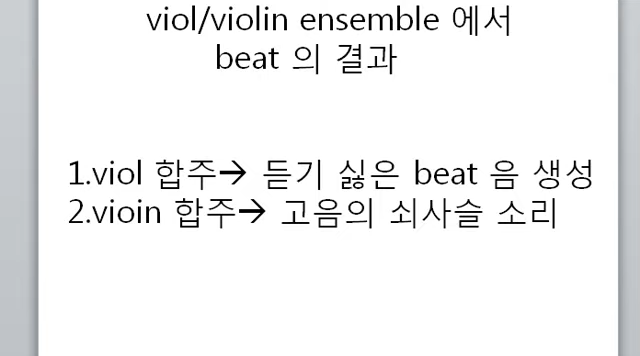 viol/violin ensemble 에서
beat 의 결과
1.viol 합주→ 듣기 싫은 beat 음 생성
2.vioin 합주→ 고음의 쇠사슬 소리